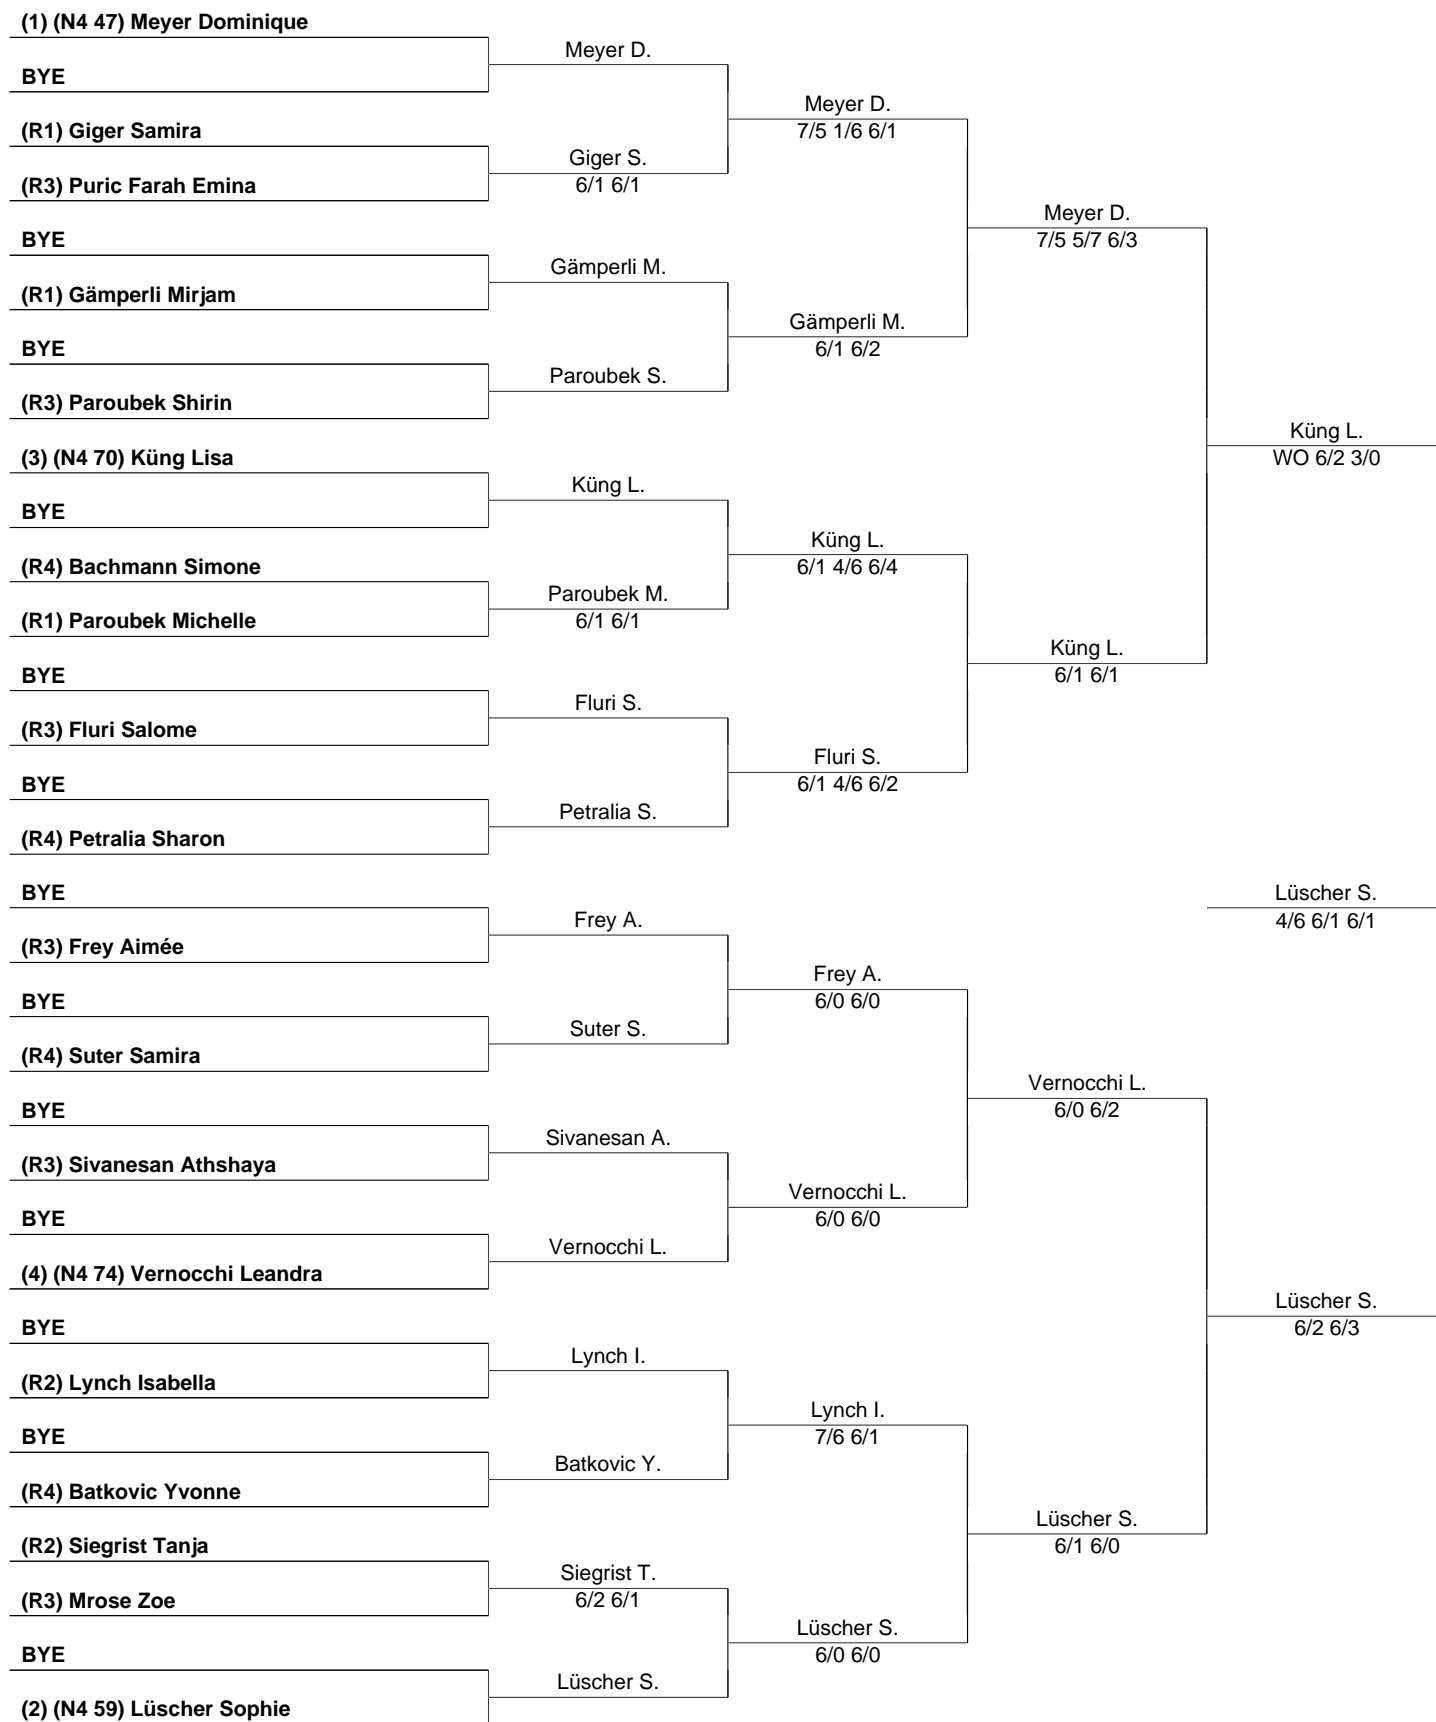 (1) (N4 47) Meyer Dominique
Meyer D.
BYE
Meyer D.
7/5 1/6 6/1
(R1) Giger Samira
Giger S.
6/1 6/1
(R3) Puric Farah Emina
Meyer D.
7/5 5/7 6/3
BYE
Gämperli M.
(R1) Gämperli Mirjam
Gämperli M.
6/1 6/2
BYE
Paroubek S.
(R3) Paroubek Shirin
Küng L.
WO 6/2 3/0
(3) (N4 70) Küng Lisa
Küng L.
BYE
Küng L.
6/1 4/6 6/4
(R4) Bachmann Simone
Paroubek M.
6/1 6/1
(R1) Paroubek Michelle
Küng L.
6/1 6/1
BYE
Fluri S.
(R3) Fluri Salome
Fluri S.
6/1 4/6 6/2
BYE
Petralia S.
(R4) Petralia Sharon
BYE
Lüscher S.
4/6 6/1 6/1
Frey A.
(R3) Frey Aimée
Frey A.
6/0 6/0
BYE
Suter S.
(R4) Suter Samira
Vernocchi L.
6/0 6/2
BYE
Sivanesan A.
(R3) Sivanesan Athshaya
Vernocchi L.
6/0 6/0
BYE
Vernocchi L.
(4) (N4 74) Vernocchi Leandra
Lüscher S.
6/2 6/3
BYE
Lynch I.
(R2) Lynch Isabella
Lynch I.
7/6 6/1
BYE
Batkovic Y.
(R4) Batkovic Yvonne
Lüscher S.
6/1 6/0
(R2) Siegrist Tanja
Siegrist T.
6/2 6/1
(R3) Mrose Zoe
Lüscher S.
6/0 6/0
BYE
Lüscher S.
(2) (N4 59) Lüscher Sophie